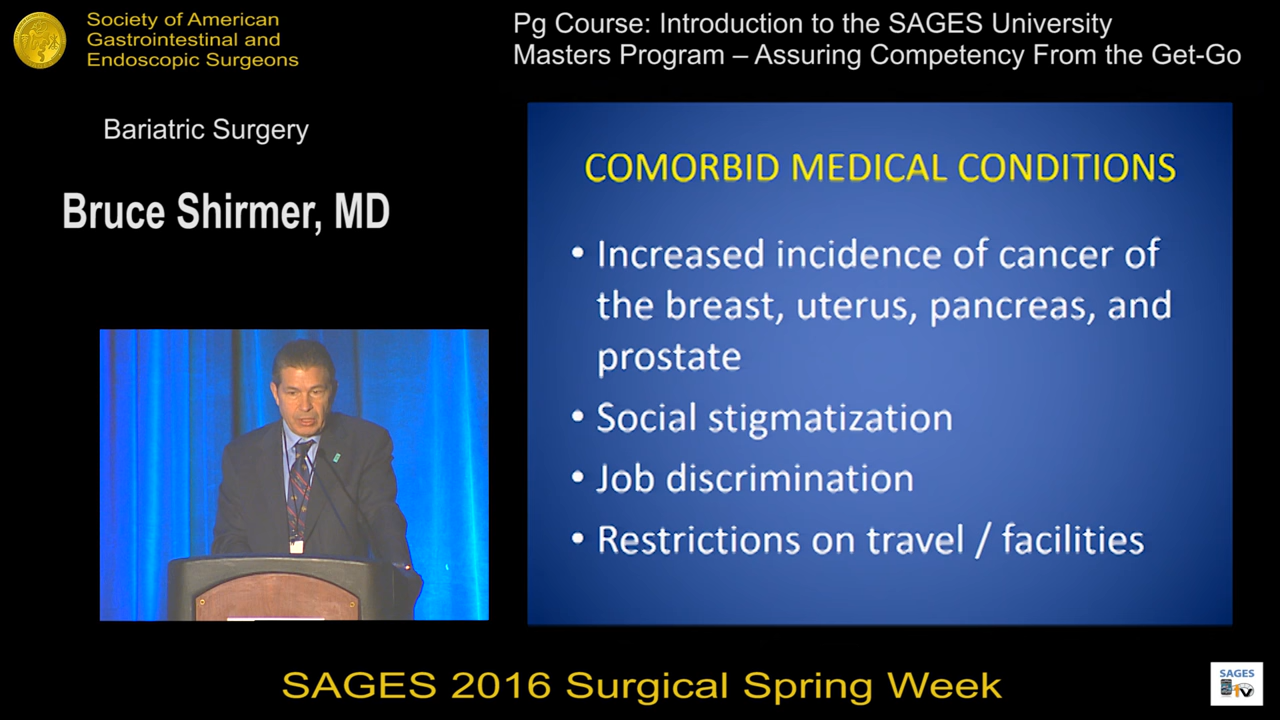 Society of American
Gastrointestinal and
Endoscopic Surgeons
Pg Course: Introduction to the SAGES University
Masters Program – Assuring Competency From the Get-Go
Bariatric Surgery
Bruce Shirmer, MD
COMORBID MEDICAL CONDITIONS
• Increased incidence of cancer of
the breast, uterus, pancreas, and
prostate
• Social stigmatization
• Job discrimination
• Restrictions on travel / facilities
SAGES 2016 Surgical Spring Week
SAGES
TV